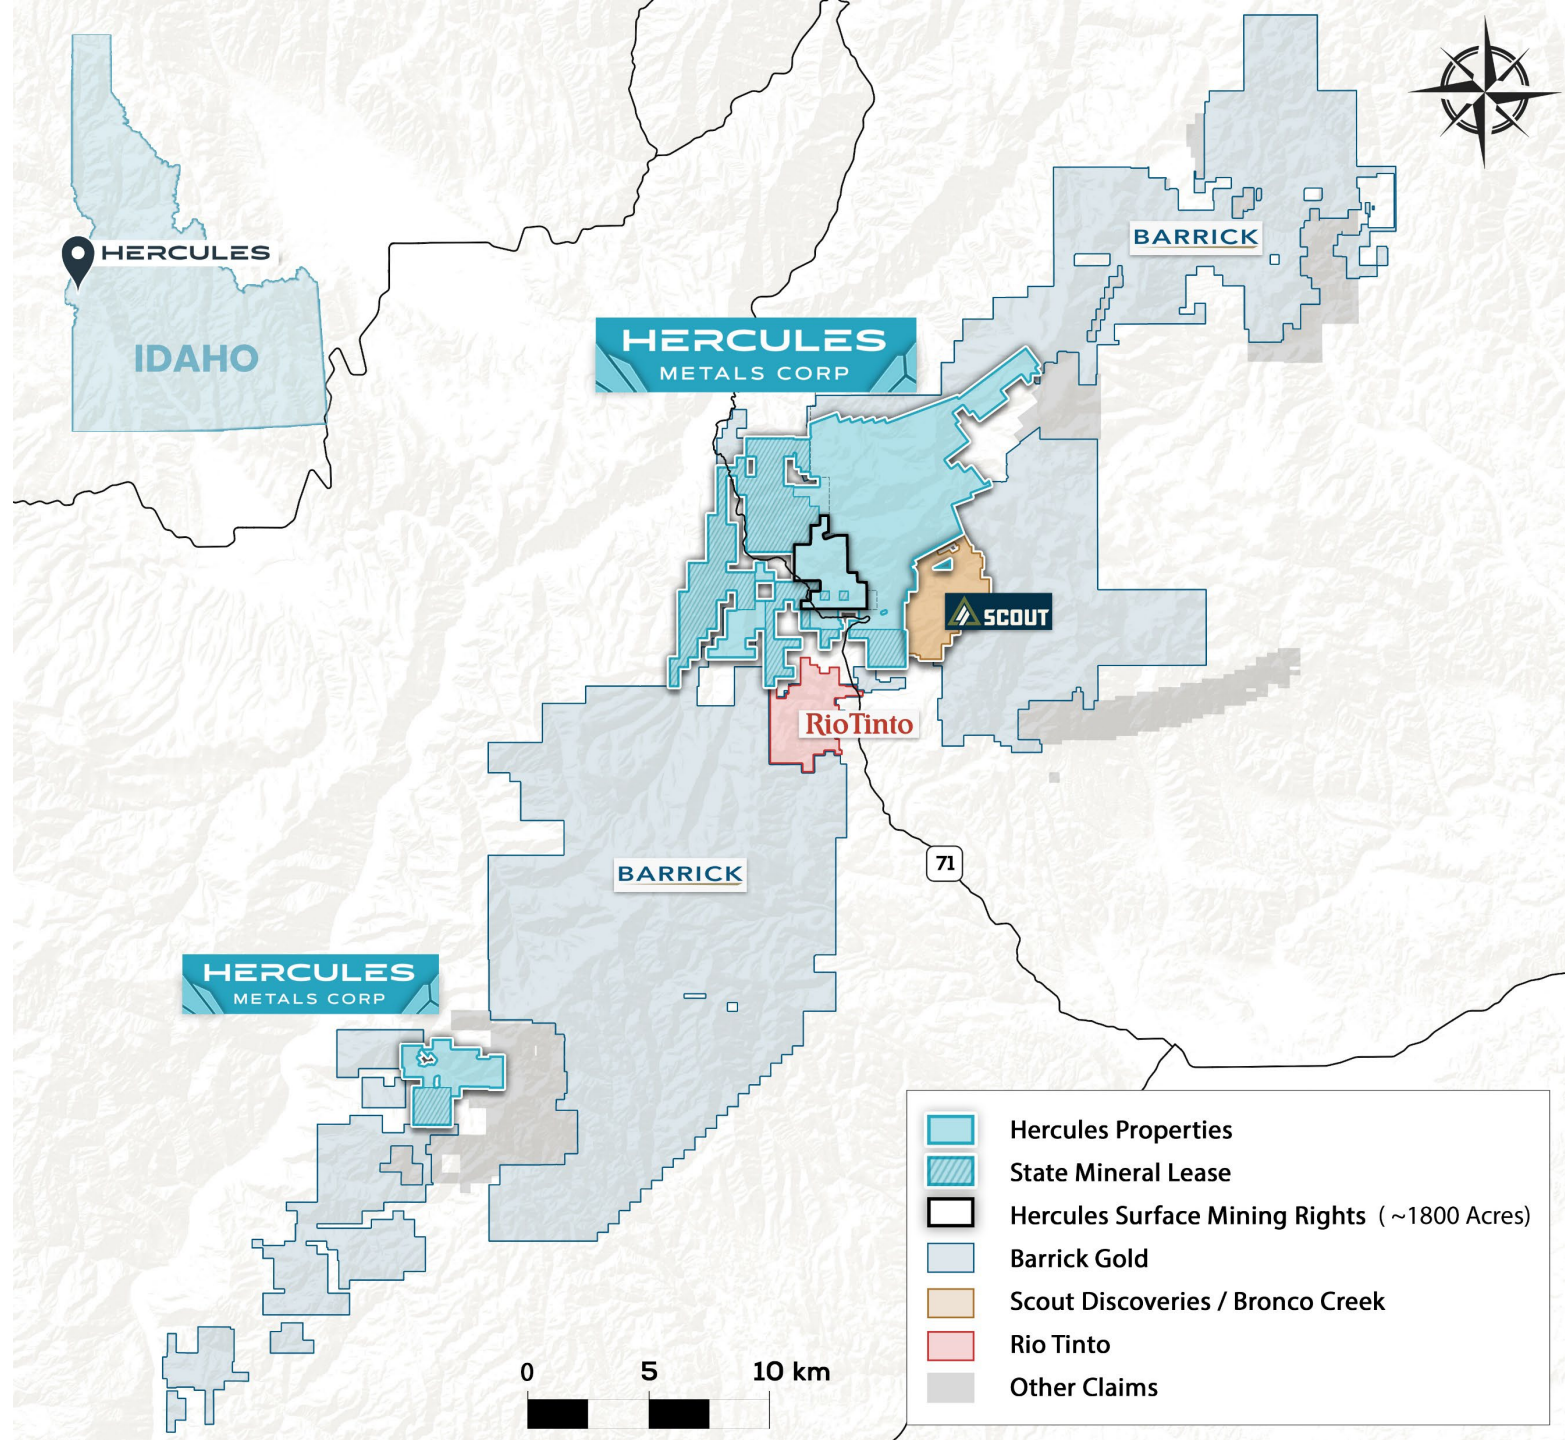 HERCULES
IDAHO
BARRICK
HERCULES
METALS CORP
SCOUT
RioTinto
71
BARRICK
HERCULES
METALS CORP
Hercules Properties
State Mineral Lease
Hercules Surface Mining Rights ( ~1800 Acres)
Barrick Gold
Scout Discoveries / Bronco Creek
Rio Tinto
Other Claims
0 5 10 km